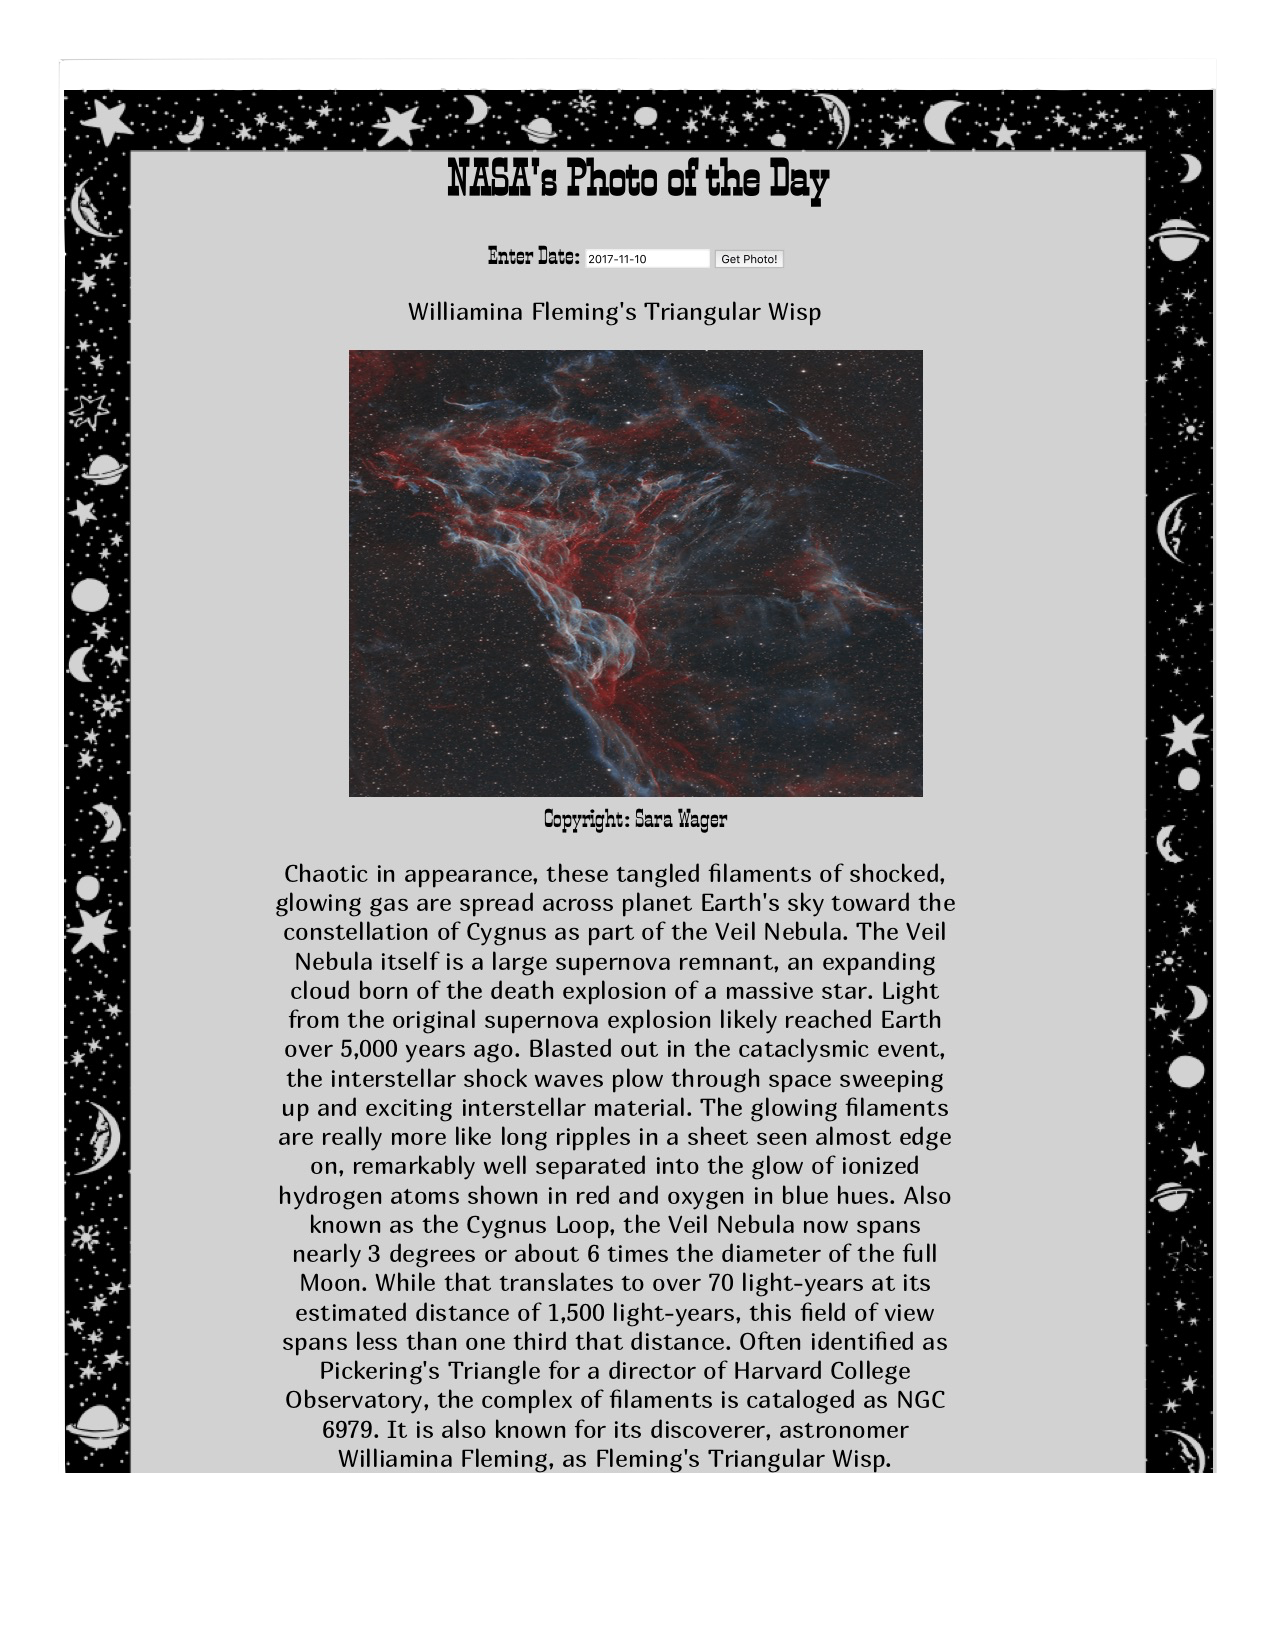 NASA's Photo of the Day
Enter Date: 2017-11-10 Get Photo!
Williamina Fleming's Triangular Wisp
Copyright: Sara Wager
Chaotic in appearance, these tangled filaments of shocked,
glowing gas are spread across planet Earth's sky toward the
constellation of Cygnus as part of the Veil Nebula. The Veil
Nebula itself is a large supernova remnant, an expanding
cloud born of the death explosion of a massive star. Light
from the original supernova explosion likely reached Earth
over 5,000 years ago. Blasted out in the cataclysmic event,
the interstellar shock waves plow through space sweeping
up and exciting interstellar material. The glowing filaments
are really more like long ripples in a sheet seen almost edge
on, remarkably well separated into the glow of ionized
hydrogen atoms shown in red and oxygen in blue hues. Also
known as the Cygnus Loop, the Veil Nebula now spans
nearly 3 degrees or about 6 times the diameter of the full
Moon. While that translates to over 70 light-years at its
estimated distance of 1,500 light-years, this field of view
spans less than one third that distance. Often identified as
Pickering's Triangle for a director of Harvard College
Observatory, the complex of filaments is cataloged as NGC
6979. It is also known for its discoverer, astronomer
Williamina Fleming, as Fleming's Triangular Wisp.